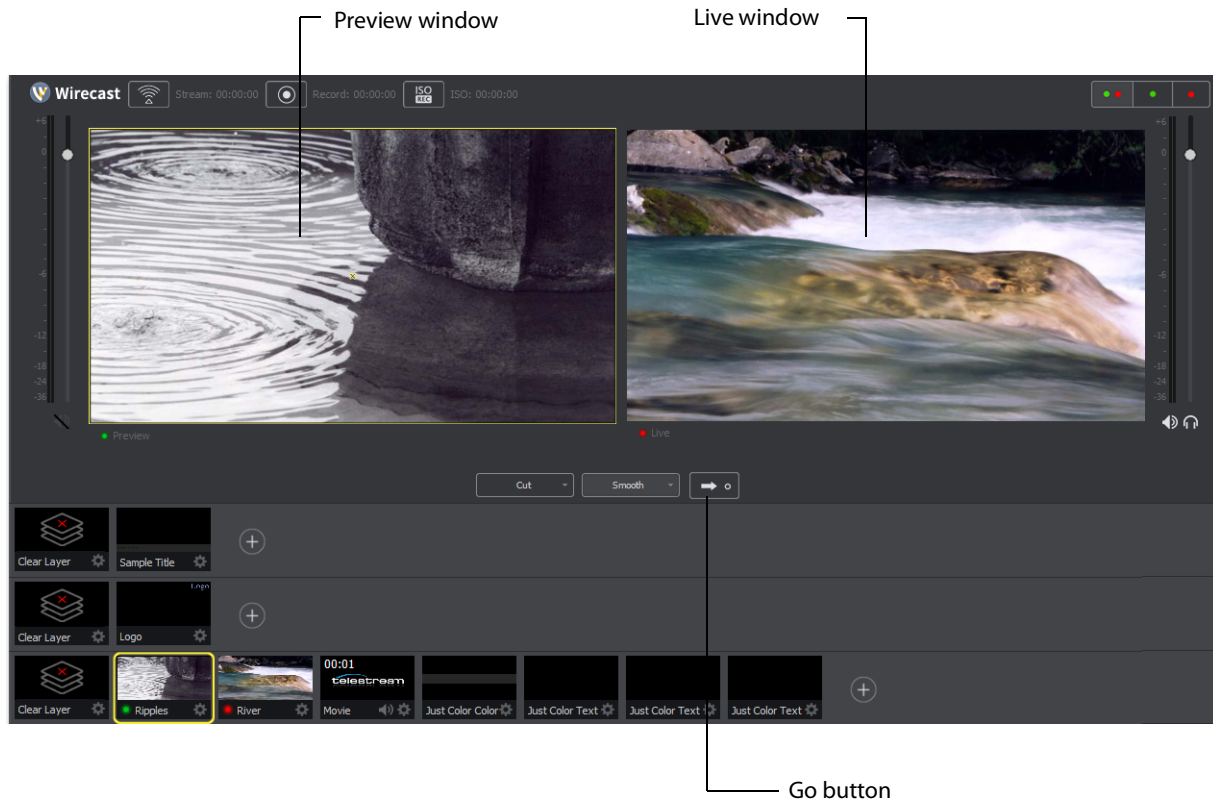 Preview window
Live window
Wirecast
Stream: 00:00:00
Record: 00:00:00
ISO
REC
ISO: 00:00:00
+6
0
-6
-12
-18
-24
-36
+6
0
-6
-12
-18
-24
-36
Preview
Live
Cut
Smooth
Clear Layer
Sample Title
Logo
Clear Layer
Logo
00:01
telestream
Clear Layer
Ripples
River
Movie
Just Color Color
Just Color Text
Just Color Text
Just Color Text
Go button